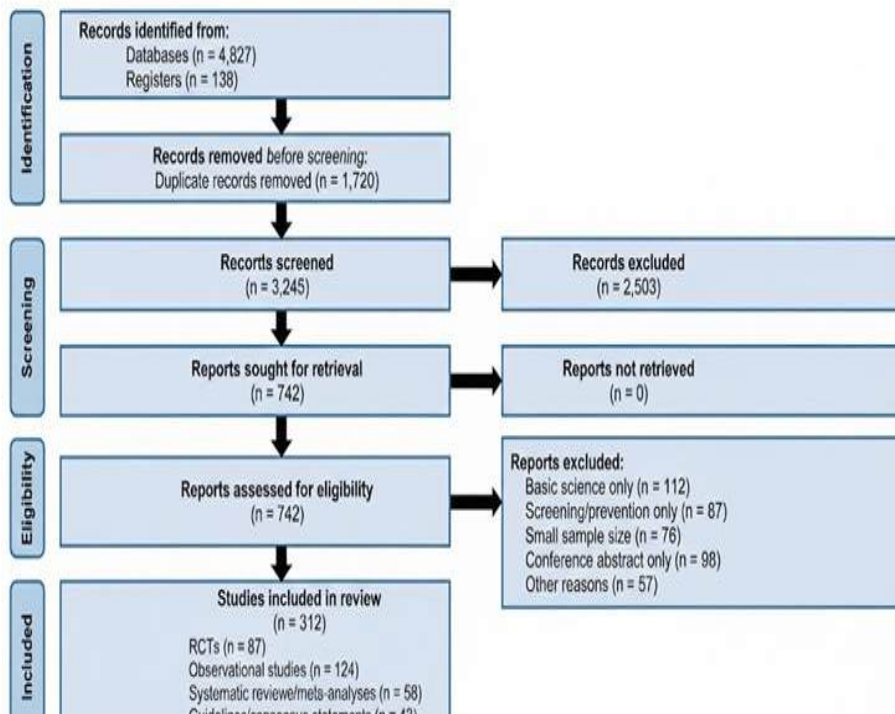 Identification
Records identified from:
Databases (n = 4,827)
Registers (n = 138)
Records removed before screening:
Duplicate records removed (n = 1,720)
Screening
Records screened
(n = 3,245)
Records excluded
(n = 2,503)
Reports sought for retrieval
(n = 742)
Reports not retrieved
(n = 0)
Eligibility
Reports assessed for eligibility
(n = 742)
Reports excluded:
Basic science only (n = 112)
Screening/prevention only (n = 87)
Small sample size (n = 76)
Conference abstract only (n = 98)
Other reasons (n = 57)
Included
Studies included in review
(n = 312)
RCTs (n = 87)
Observational studies (n = 124)
Systematic reviewe/meta-analyses (n = 58)